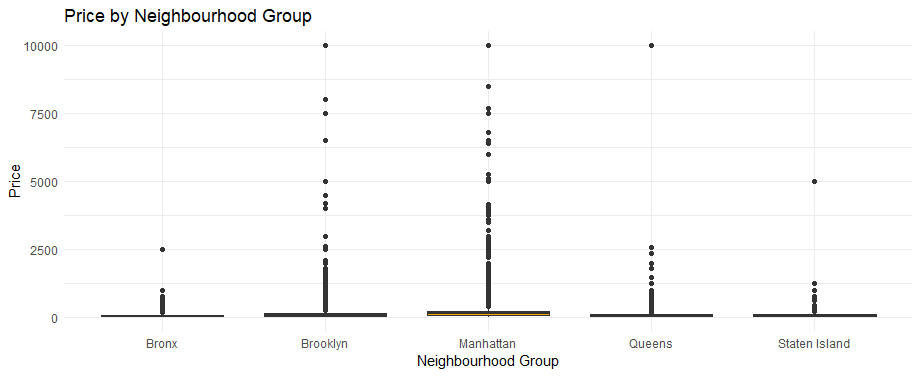 Price by Neighbourhood Group
10000
7500
5000
2500
0
Price
Bronx Brooklyn Manhattan Queens Staten Island
Neighbourhood Group